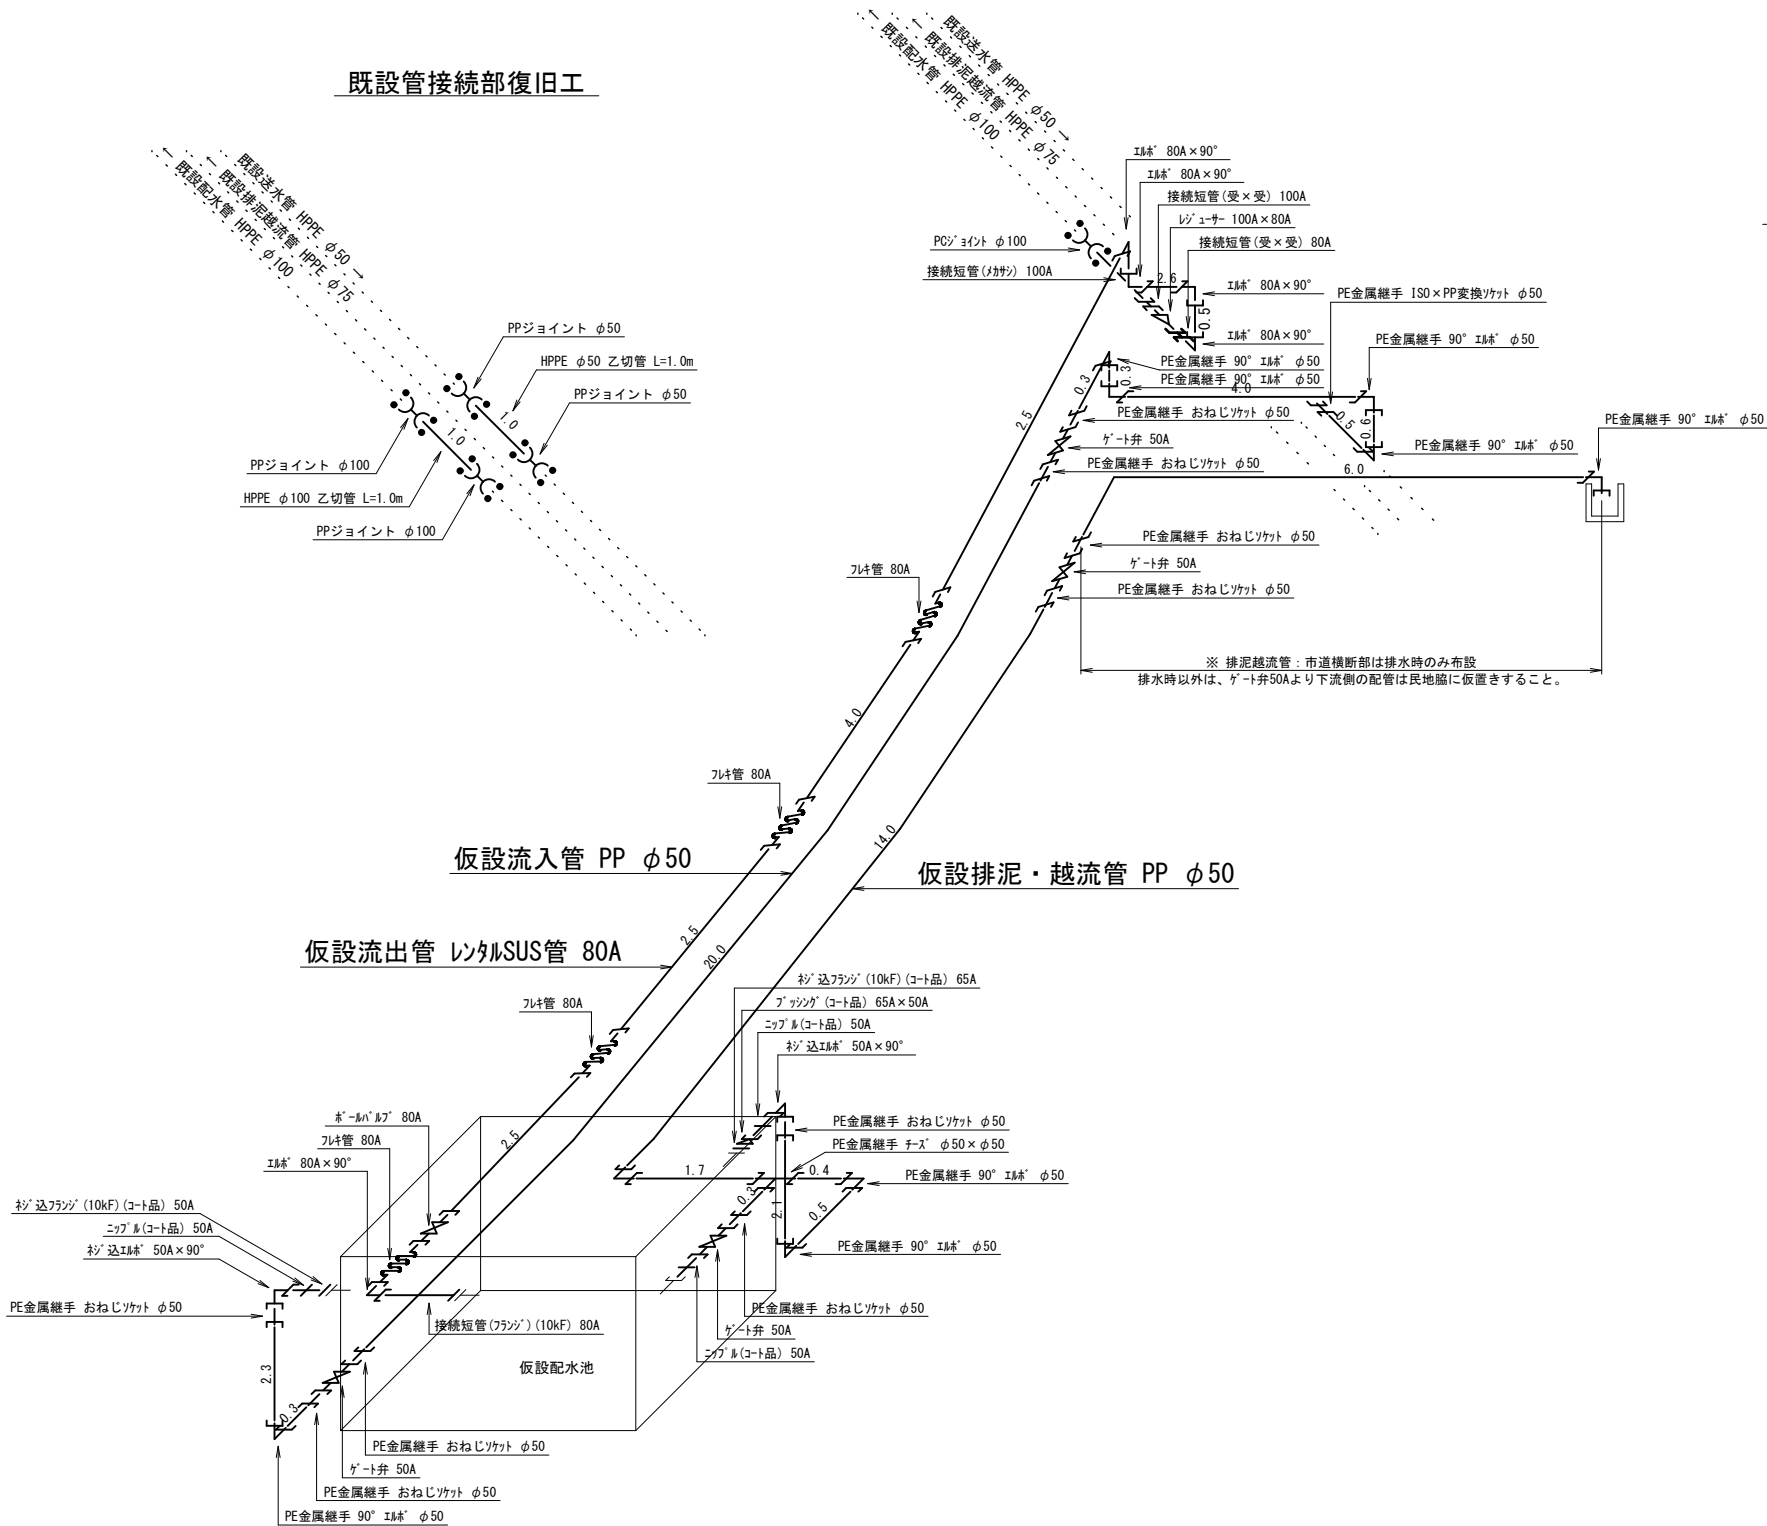 既設管接続部復旧工
既設送水管 HPPE φ50 →
← 既設排泥越流管 HPPE φ75
← 既設配水管 HPPE φ100
PPジョイント φ50
HPPE φ50 乙切管 L=1.0m
PPジョイント φ50
1.0
1.0
PPジョイント φ100
HPPE φ100 乙切管 L=1.0m
PPジョイント φ100
既設送水管 HPPE φ50 →
← 既設排泥越流管 HPPE φ75
← 既設配水管 HPPE φ100
エルボ 80A×90°
エルボ 80A×90°
接続短管(受×受) 100A
レジューサー 100A×80A
接続短管(受×受) 80A
PCジョイント φ100
接続短管(メカサシ) 100A
2.6
エルボ 80A×90°
0.5
エルボ 80A×90°
PE金属継手 ISO×PP変換ソケット φ50
PE金属継手 90° エルボ φ50
PE金属継手 90° エルボ φ50
PE金属継手 90° エルボ φ50
0.3
0.3
4.0
0.5
0.6
PE金属継手 おねじソケット φ50
ゲート弁 50A
PE金属継手 おねじソケット φ50
PE金属継手 90° エルボ φ50
PE金属継手 90° エルボ φ50
6.0
2.5
PE金属継手 おねじソケット φ50
ゲート弁 50A
PE金属継手 おねじソケット φ50
フレキ管 80A
※ 排泥越流管：市道横断部は排水時のみ布設
排水時以外は、ゲート弁50Aより下流側の配管は民地脇に仮置きすること。
4.0
フレキ管 80A
14.0
仮設流入管 PP φ50
仮設排泥・越流管 PP φ50
2.5
20.0
仮設流出管 レンタルSUS管 80A
フレキ管 80A
ネジ込フランジ(10kF)(コート品) 65A
ブッシング(コート品) 65A×50A
ニップル(コート品) 50A
ネジ込エルボ 50A×90°
ボールバルブ 80A
フレキ管 80A
エルボ 80A×90°
2.5
PE金属継手 おねじソケット φ50
PE金属継手 チーズ φ50×φ50
1.7
0.4
PE金属継手 90° エルボ φ50
0.3
2.1
0.5
PE金属継手 90° エルボ φ50
ネジ込フランジ(10kF)(コート品) 50A
ニップル(コート品) 50A
ネジ込エルボ 50A×90°
PE金属継手 おねじソケット φ50
接続短管(フランジ)(10kF) 80A
PE金属継手 おねじソケット φ50
ゲート弁 50A
ニップル(コート品) 50A
仮設配水池
2.3
0.3
PE金属継手 おねじソケット φ50
ゲート弁 50A
PE金属継手 おねじソケット φ50
PE金属継手 90° エルボ φ50